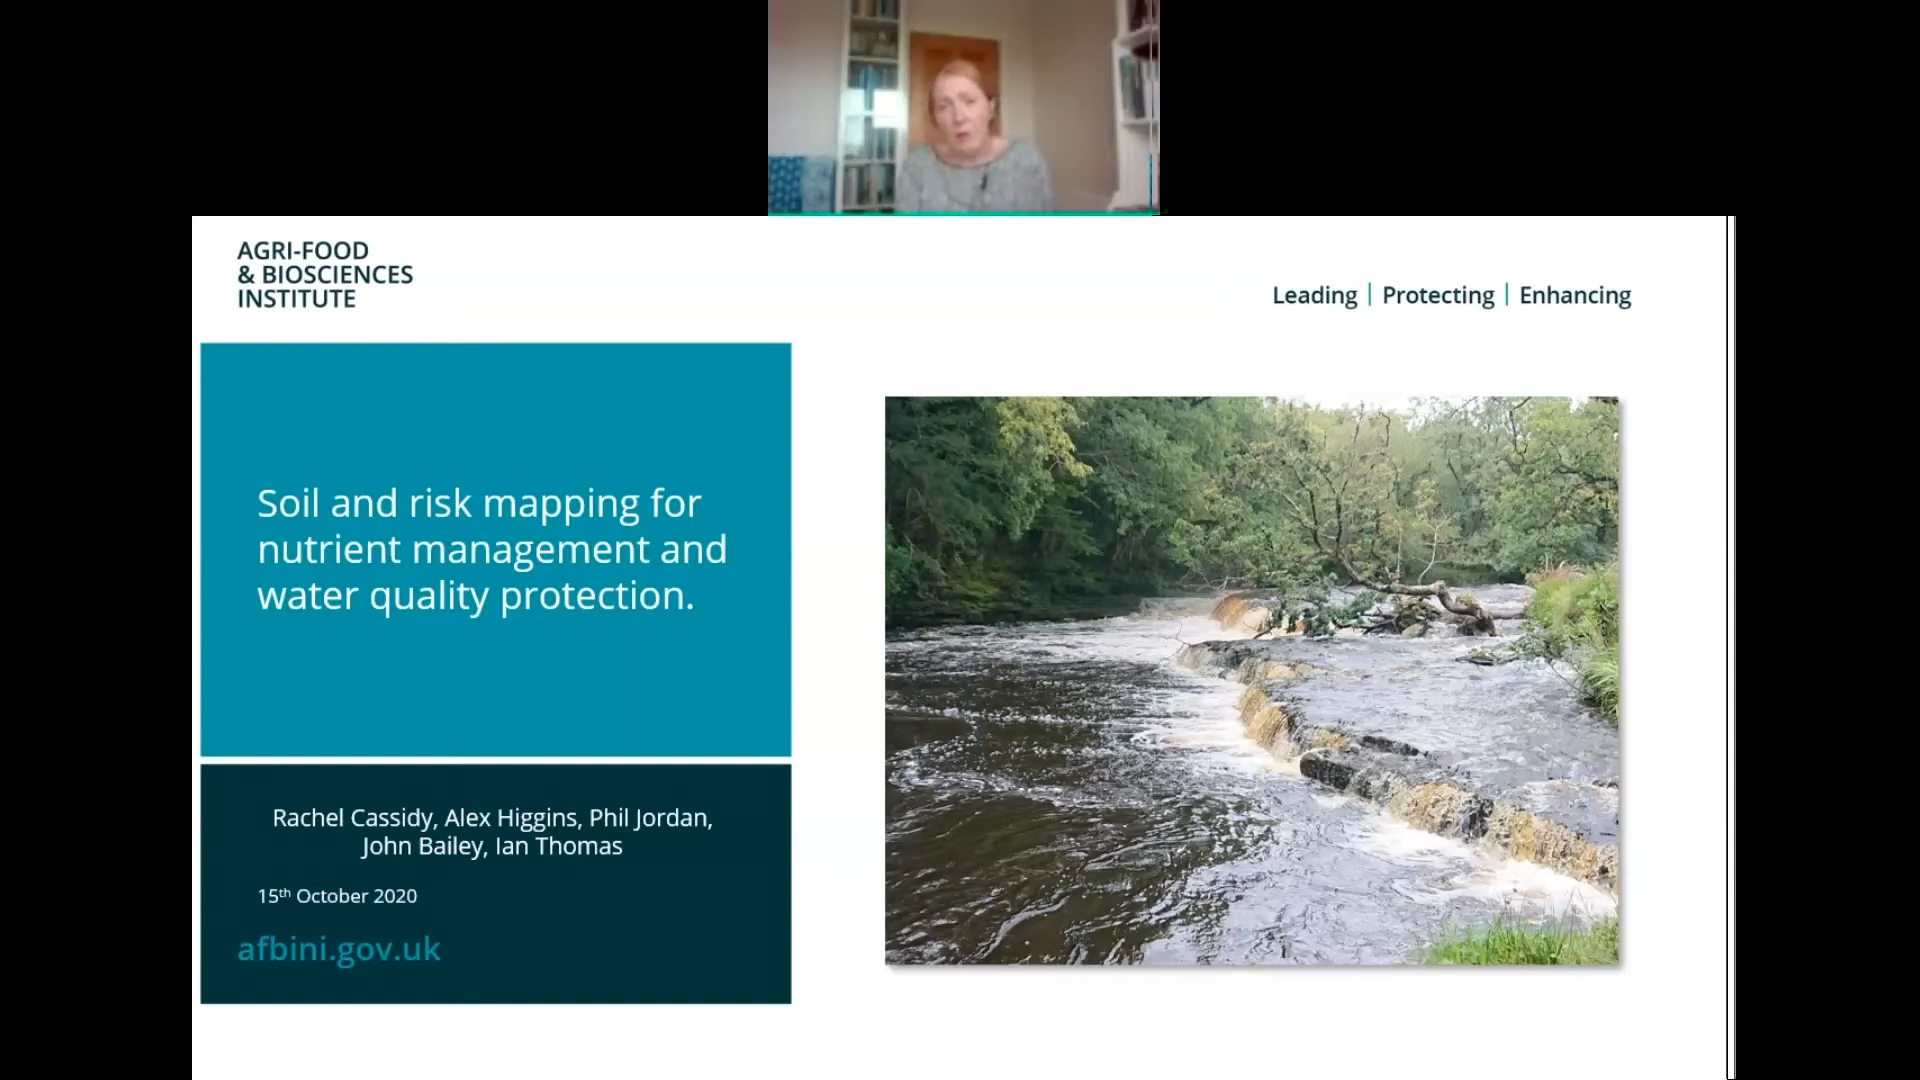 AGRI-FOOD
& BIOSCIENCES
INSTITUTE
Leading | Protecting | Enhancing
Soil and risk mapping for
nutrient management and
water quality protection.
Rachel Cassidy, Alex Higgins, Phil Jordan,
John Bailey, Ian Thomas
15th October 2020
afbini.gov.uk